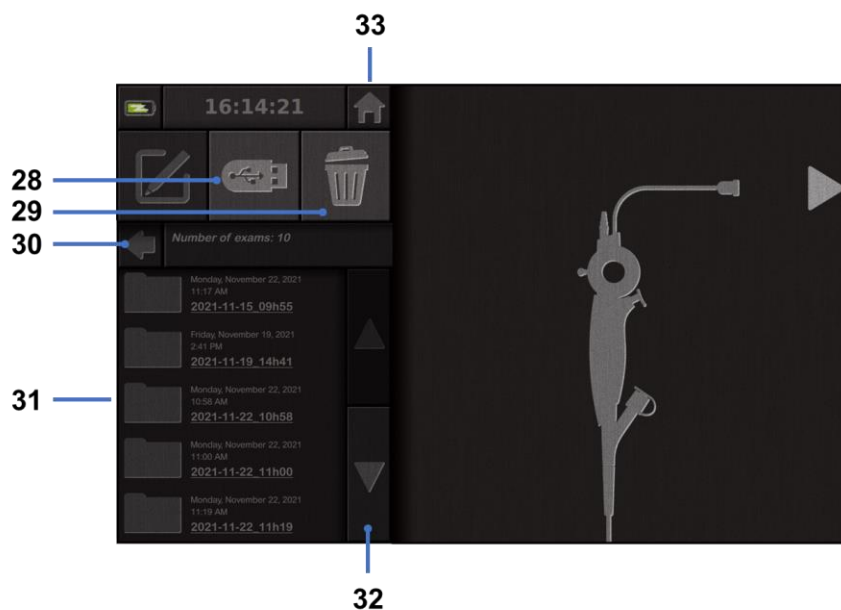 33
16:14:21
28
29
30
Number of exams: 10
Monday, November 22, 2021
11:17 AM
2021-11-15_09h55
Friday, November 19, 2021
2:41 PM
2021-11-19_14h41
31
Monday, November 22, 2021
10:58 AM
2021-11-22_10h58
Monday, November 22, 2021
11:00 AM
2021-11-22_11h00
Monday, November 22, 2021
11:19 AM
2021-11-22_11h19
32